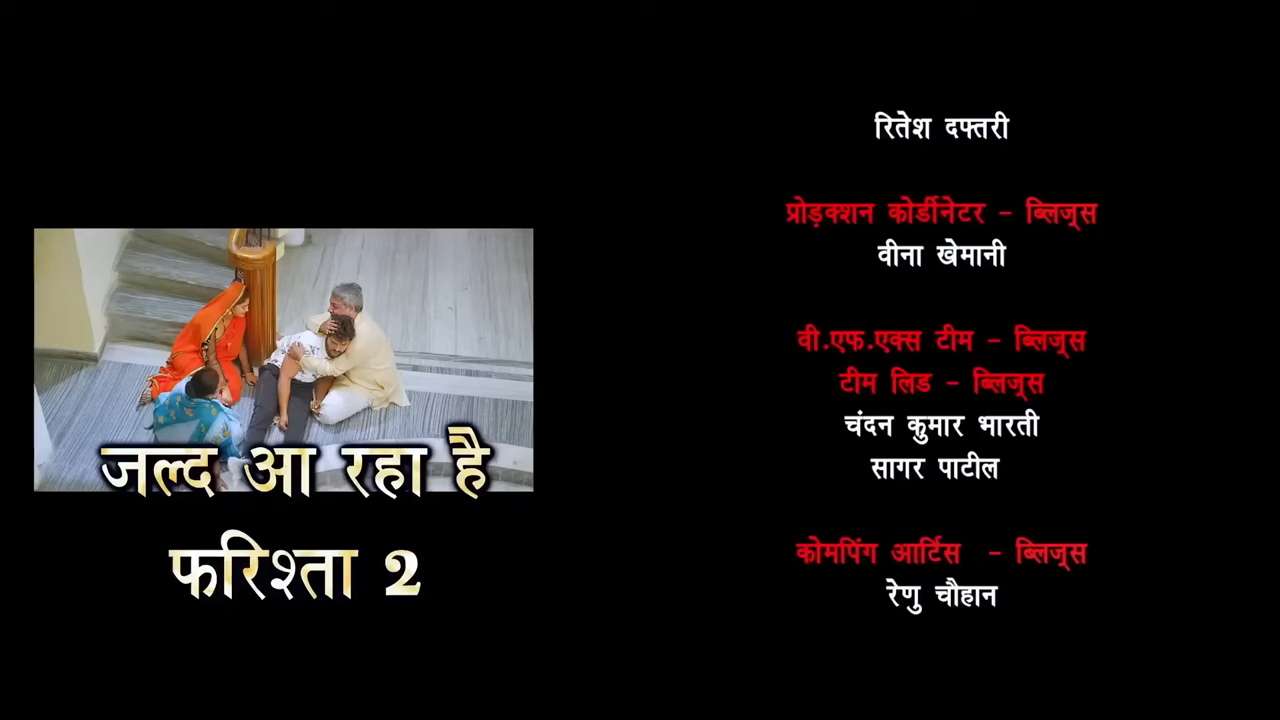 जल्द आ रहा है
फरिश्ता 2
रितेश दफ्तरी
प्रोड़क्शन कोर्डीनेटर - ब्लिज्स
वीना खेमानी
वी.एफ.एक्स टीम - ब्लिज्स
टीम लिड - ब्लिज्स
चंदन कुमार भारती
सागर पाटील
कोमपिंग आर्टिस - ब्लिज्स
रेणु चौहान